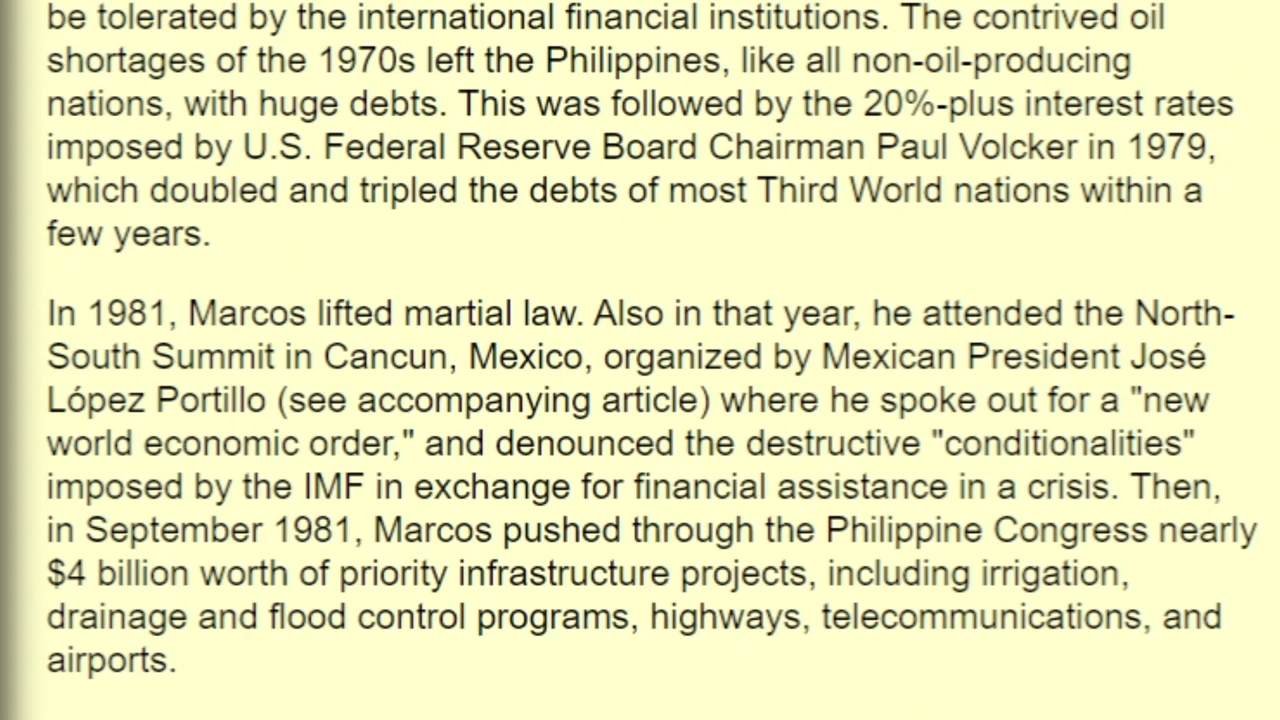 be tolerated by the international financial institutions. The contrived oil
shortages of the 1970s left the Philippines, like all non-oil-producing
nations, with huge debts. This was followed by the 20%-plus interest rates
imposed by U.S. Federal Reserve Board Chairman Paul Volcker in 1979,
which doubled and tripled the debts of most Third World nations within a
few years.
In 1981, Marcos lifted martial law. Also in that year, he attended the North-
South Summit in Cancun, Mexico, organized by Mexican President José
López Portillo (see accompanying article) where he spoke out for a "new
world economic order," and denounced the destructive "conditionalities"
imposed by the IMF in exchange for financial assistance in a crisis. Then,
in September 1981, Marcos pushed through the Philippine Congress nearly
$4 billion worth of priority infrastructure projects, including irrigation,
drainage and flood control programs, highways, telecommunications, and
airports.